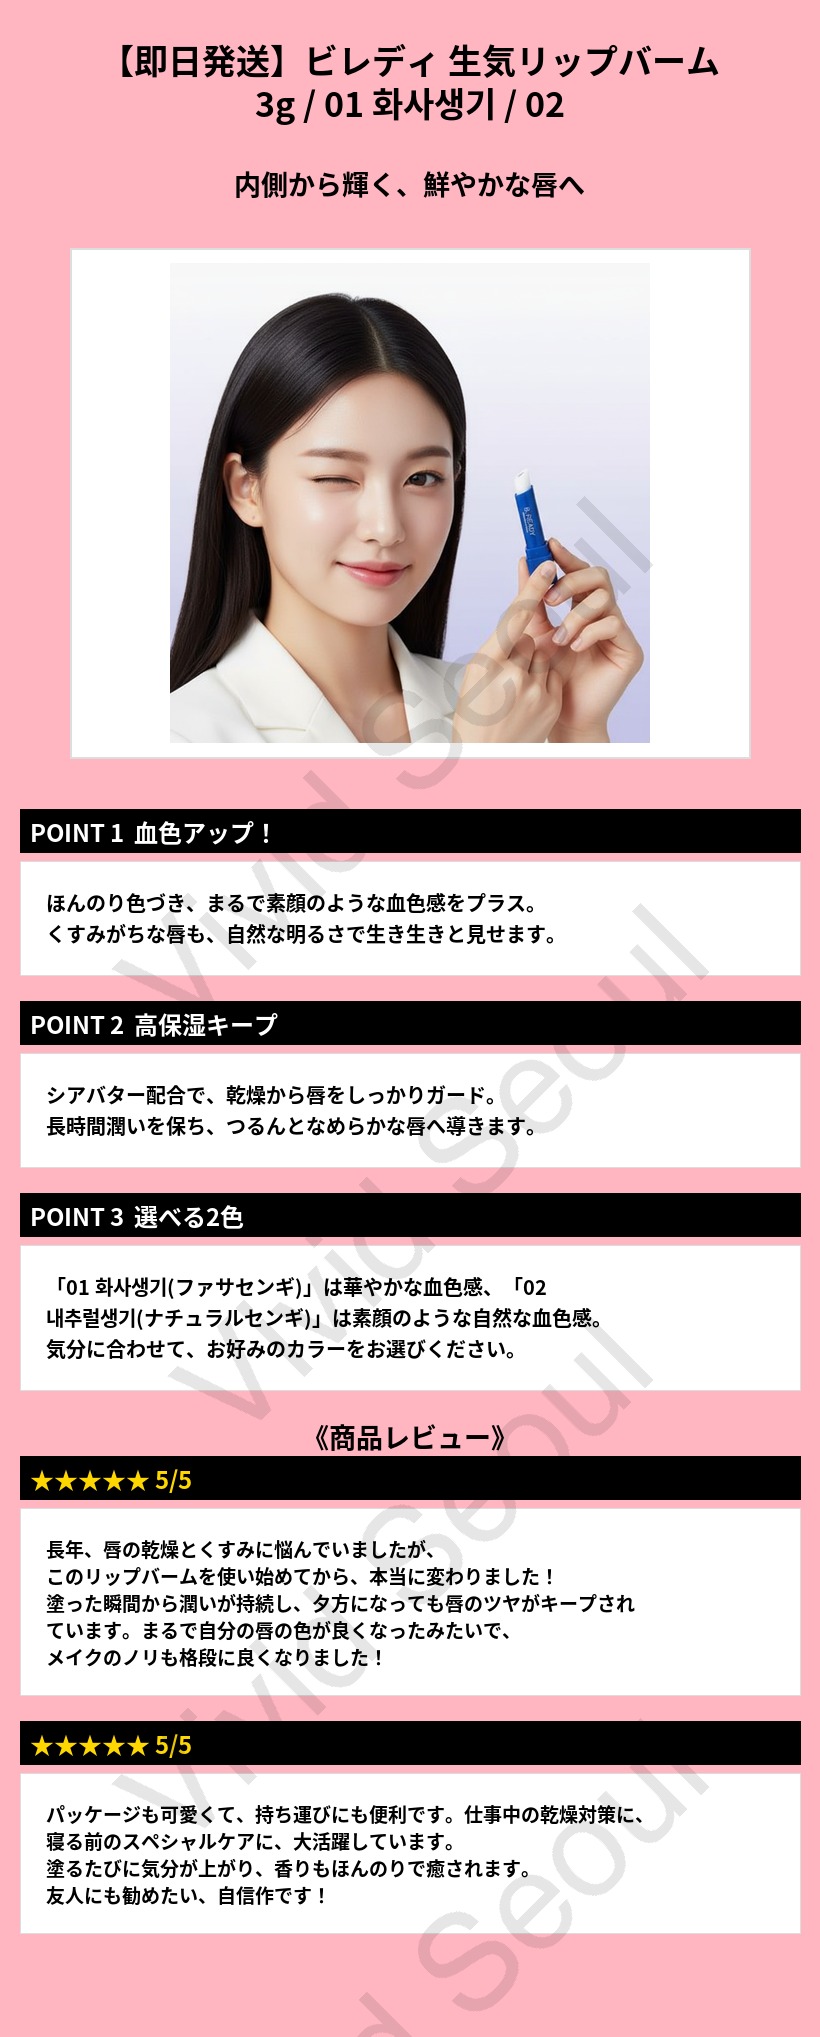 【即日発送】ビレディ 生気リップバーム
3g / 01 화사생기 / 02
内側から輝く、鮮やかな唇へ
B.READY
POINT 1 血色アップ！
ほんのり色づき、まるで素顔のような血色感をプラス。
くすみがちな唇も、自然な明るさで生き生きと見せます。
POINT 2 高保湿キープ
シアバター配合で、乾燥から唇をしっかりガード。
長時間潤いを保ち、つるんとなめらかな唇へ導きます。
POINT 3 選べる2色
「01 화사생기(ファサセンギ)」は華やかな血色感、「02
내추럴생기(ナチュラルセンギ)」は素顔のような自然な血色感。
気分に合わせて、お好みのカラーをお選びください。
《商品レビュー》
★★★★★ 5/5
長年、唇の乾燥とくすみに悩んでいましたが、
このリップバームを使い始めてから、本当に変わりました！
塗った瞬間から潤いが持続し、夕方になっても唇のツヤがキープされ
ています。まるで自分の唇の色が良くなったみたいで、
メイクのノリも格段に良くなりました！
★★★★★ 5/5
パッケージも可愛くて、持ち運びにも便利です。仕事中の乾燥対策に、
寝る前のスペシャルケアに、大活躍しています。
塗るたびに気分が上がり、香りもほんのりで癒されます。
友人にも勧めたい、自信作です！
Vivid Seoul
Vivid Seoul
Vivid Seoul
Vivid Seoul